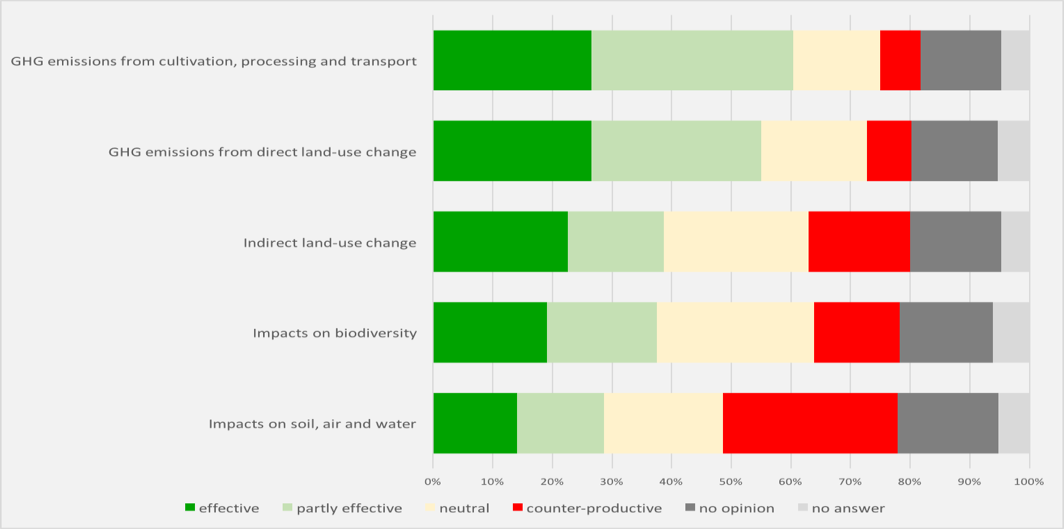 GHG emissions from cultivation, processing and transport
GHG emissions from direct land-use change
Indirect land-use change
Impacts on biodiversity
Impacts on soil, air and water
0% 10% 20% 30% 40% 50% 60% 70% 80% 90% 100%
effective partly effective neutral counter-productive no opinion no answer